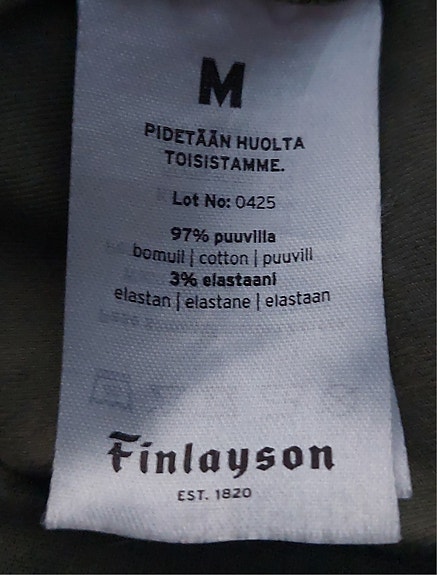 M
PIDETÄÄN HUOLTA
TOISISTAMME.
Lot No: 0425
97% puuvilla
bomull | cotton | puuvill
3% elastaani
elastan | elastane | elastaan
Finlayson
EST. 1820